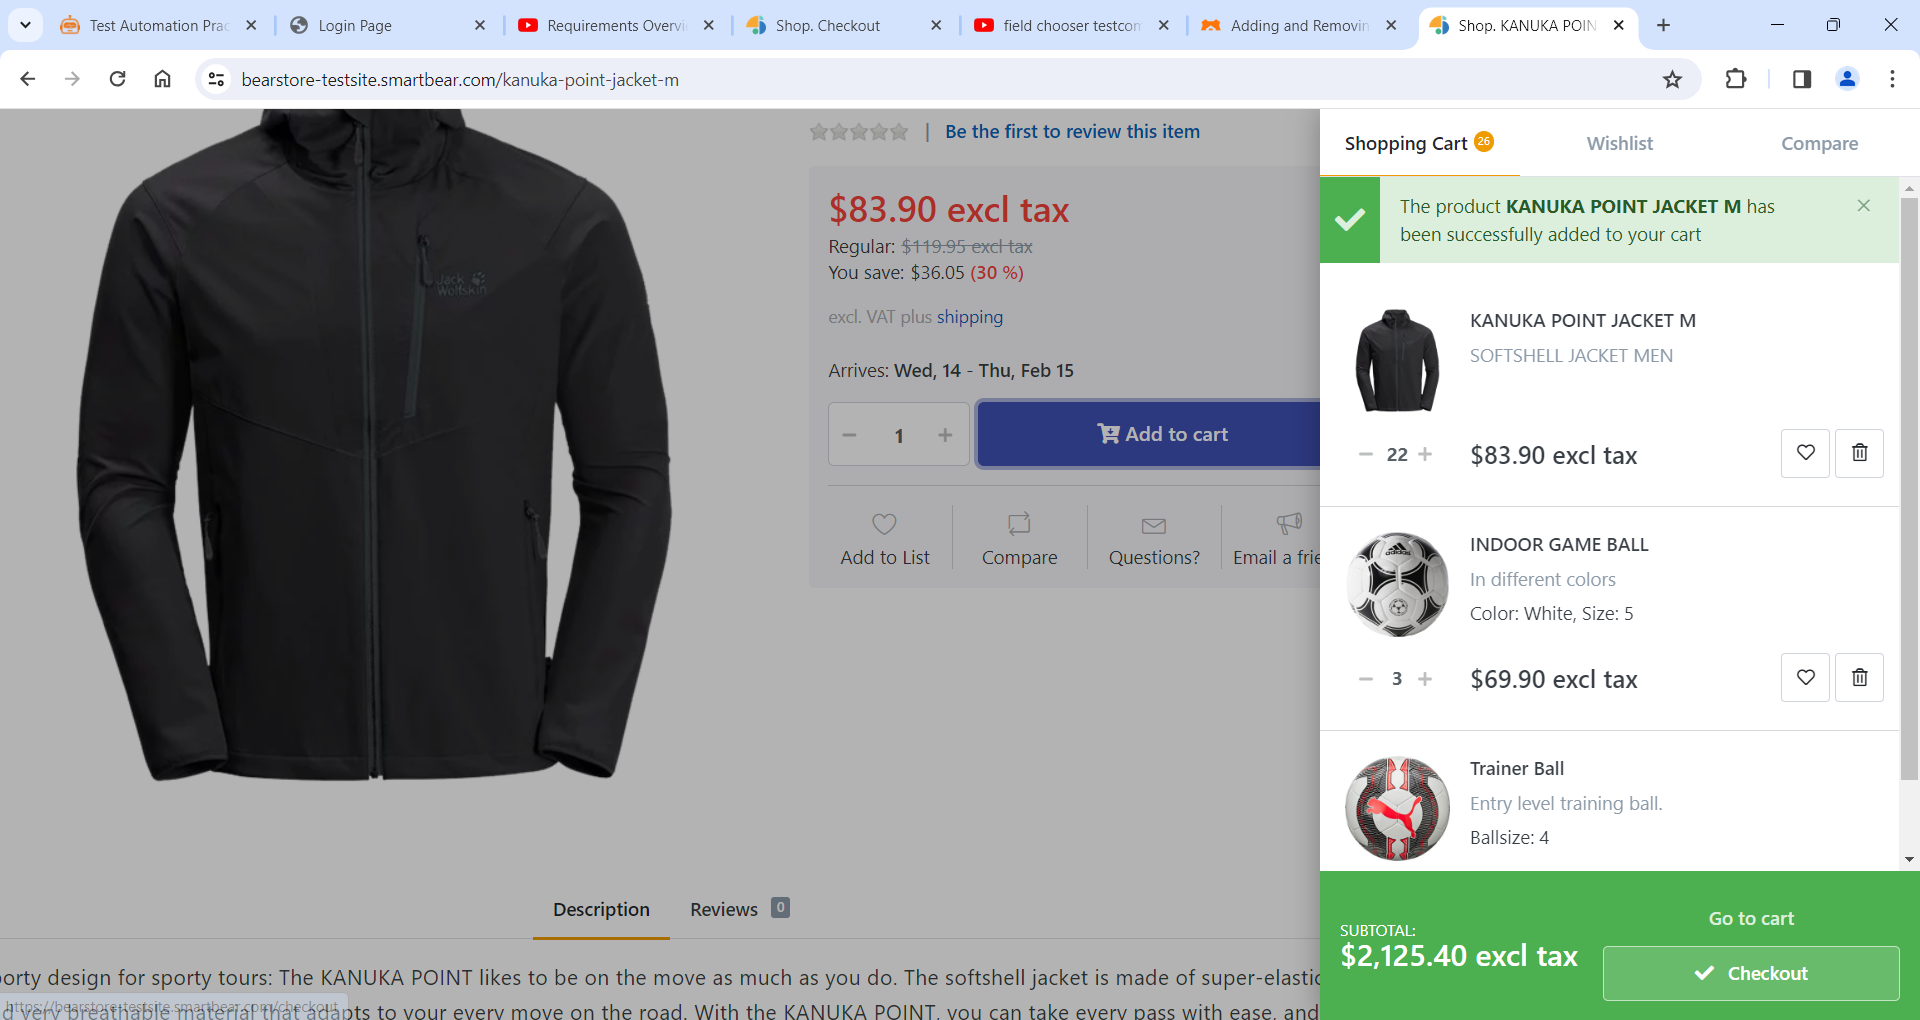 Test Automation Prac
Login Page
Requirements Overvi
Shop. Checkout
field chooser testcom
Adding and Removin
Shop. KANUKA POIN
bearstore-testsite.smartbear.com/kanuka-point-jacket-m
Jack
Wolfskin
Be the first to review this item
$83.90 excl tax
Regular: $119.95 excl tax
You save: $36.05 (30 %)
excl. VAT plus shipping
Arrives: Wed, 14 - Thu, Feb 15
1
Add to cart
Add to List
Compare
Questions?
Email a frie
Description
Reviews 0
orty design for sporty tours: The KANUKA POINT likes to be on the move as much as you do. The softshell jacket is made of super-elastic
d very breathable material that adapts to your every move on the road. With the KANUKA POINT, you can take every pass with ease, and
https://bearstore-testsite.smartbear.com/checkout
Shopping Cart 26
Wishlist
Compare
The product KANUKA POINT JACKET M has
been successfully added to your cart
KANUKA POINT JACKET M
SOFTSHELL JACKET MEN
22
$83.90 excl tax
adidas
INDOOR GAME BALL
In different colors
Color: White, Size: 5
3
$69.90 excl tax
Trainer Ball
Entry level training ball.
Ballsize: 4
SUBTOTAL:
$2,125.40 excl tax
Go to cart
Checkout